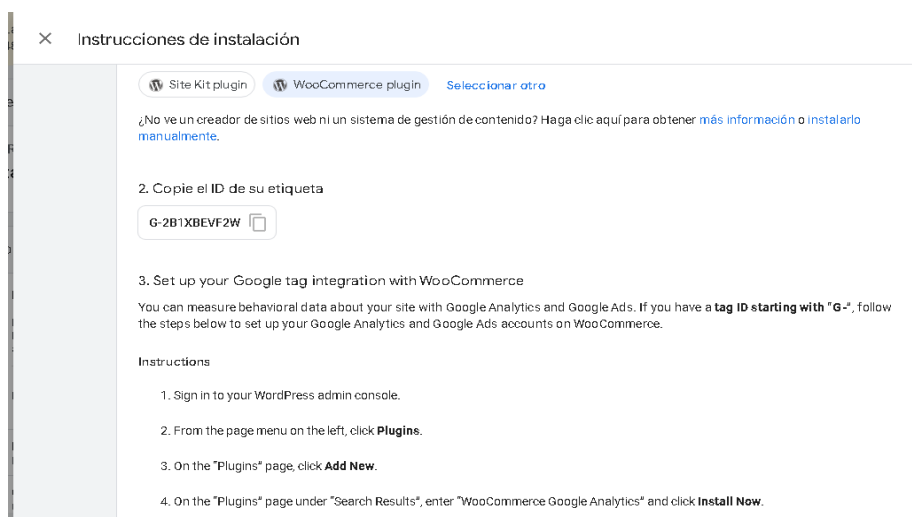 Instrucciones de instalación
Site Kit plugin
WooCommerce plugin
Seleccionar otro
¿No ve un creador de sitios web ni un sistema de gestión de contenido? Haga clic aquí para obtener más información o instalarlo
manualmente.
2. Copie el ID de su etiqueta
G-2B1XBEVF2W
3. Set up your Google tag integration with WooCommerce
You can measure behavioral data about your site with Google Analytics and Google Ads. If you have a tag ID starting with "G-", follow
the steps below to set up your Google Analytics and Google Ads accounts on WooCommerce.
Instructions
1. Sign in to your WordPress admin console.
2. From the page menu on the left, click Plugins.
3. On the "Plugins" page, click Add New.
4. On the "Plugins" page under "Search Results", enter "WooCommerce Google Analytics" and click Install Now.